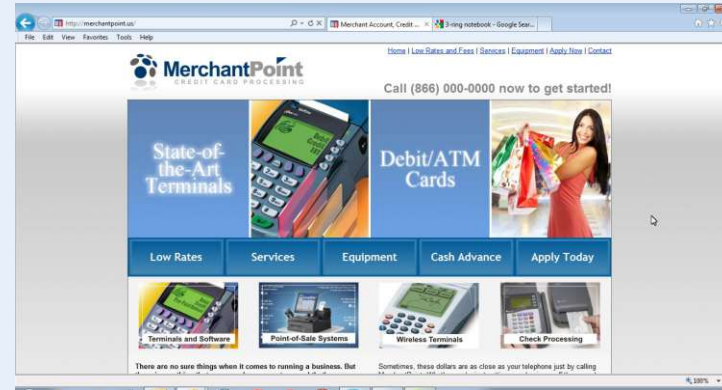 http://merchantpoint.us/
Merchant Account, Credit ...
3-ring notebook - Google Sear...
File Edit View Favorites Tools Help
Home | Low Rates and Fees | Services | Equipment | Apply Now | Contact
MerchantPoint
CREDIT CARD PROCESSING
Call (866) 000-0000 now to get started!
State-of-
the-Art
Terminals
Debit
Credit
Debit/ATM
Cards
Low Rates
Services
Equipment
Cash Advance
Apply Today
Terminals and Software
Point-of-Sale Systems
Wireless Terminals
Check Processing
There are no sure things when it comes to running a business. But
Sometimes, these dollars are as close as your telephone just by calling
100%